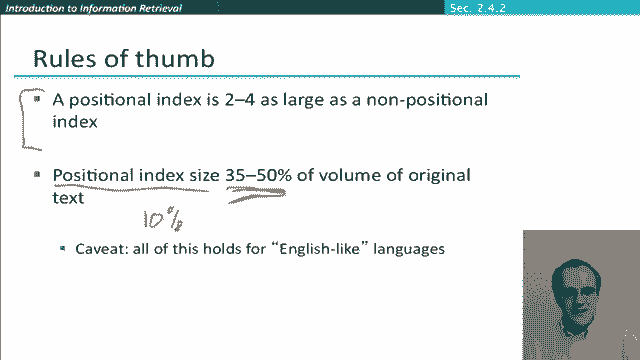 Introduction to Information Retrieval
Sec. 2.4.2
Rules of thumb
A positional index is 2–4 as large as a non-positional
index
Positional index size 35–50% of volume of original
text
10%
Caveat: all of this holds for “English-like” languages